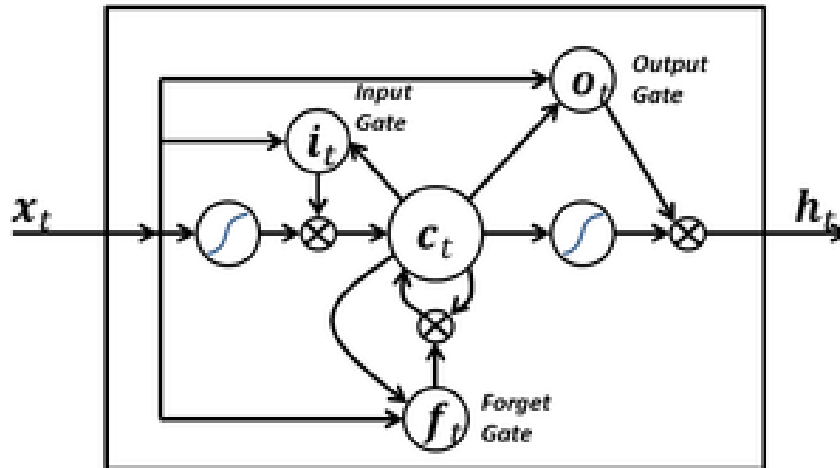 Output
Gate
o_t
Input
Gate
i_t
x_t
c_t
h_t
f_t
Forget
Gate